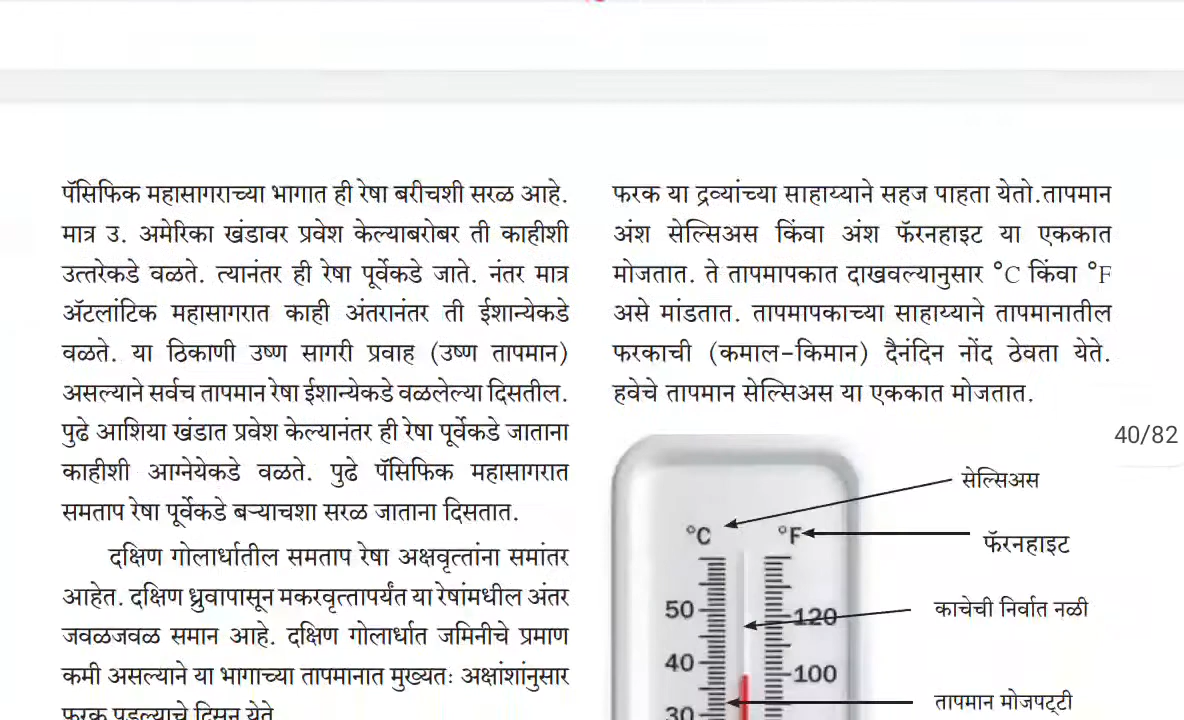 पॅसिफिक महासागराच्या भागात ही रेषा बरीचशी सरळ आहे.
मात्र उ. अमेरिका खंडावर प्रवेश केल्याबरोबर ती काहीशी
उत्तरेकडे वळते. त्यानंतर ही रेषा पूर्वेकडे जाते. नंतर मात्र
ॲटलांटिक महासागरात काही अंतरानंतर ती ईशान्येकडे
वळते. या ठिकाणी उष्ण सागरी प्रवाह (उष्ण तापमान)
असल्याने सर्वच तापमान रेषा ईशान्येकडे वळलेल्या दिसतील.
पुढे आशिया खंडात प्रवेश केल्यानंतर ही रेषा पूर्वेकडे जाताना
काहीशी आग्नेयेकडे वळते. पुढे पॅसिफिक महासागरात
समताप रेषा पूर्वेकडे बऱ्याचशा सरळ जाताना दिसतात.
दक्षिण गोलार्धातील समताप रेषा अक्षवृत्तांना समांतर
आहेत. दक्षिण ध्रुवापासून मकरवृत्तापर्यंत या रेषांमधील अंतर
जवळजवळ समान आहे. दक्षिण गोलार्धात जमिनीचे प्रमाण
कमी असल्याने या भागाच्या तापमानात मुख्यतः अक्षांशांनुसार
फरक पडल्याचे दिसून येते
फरक या द्रव्यांच्या साहाय्याने सहज पाहता येतो.तापमान
अंश सेल्सिअस किंवा अंश फॅरनहाइट या एककात
मोजतात. ते तापमापकात दाखवल्यानुसार °C किंवा °F
असे मांडतात. तापमापकाच्या साहाय्याने तापमानातील
फरकाची (कमाल-किमान) दैनंदिन नोंद ठेवता येते.
हवेचे तापमान सेल्सिअस या एककात मोजतात.
40/82
सेल्सिअस
°C °F
फॅरनहाइट
50 120
काचेची निर्वात नळी
40 100
तापमान मोजपट्टी
30